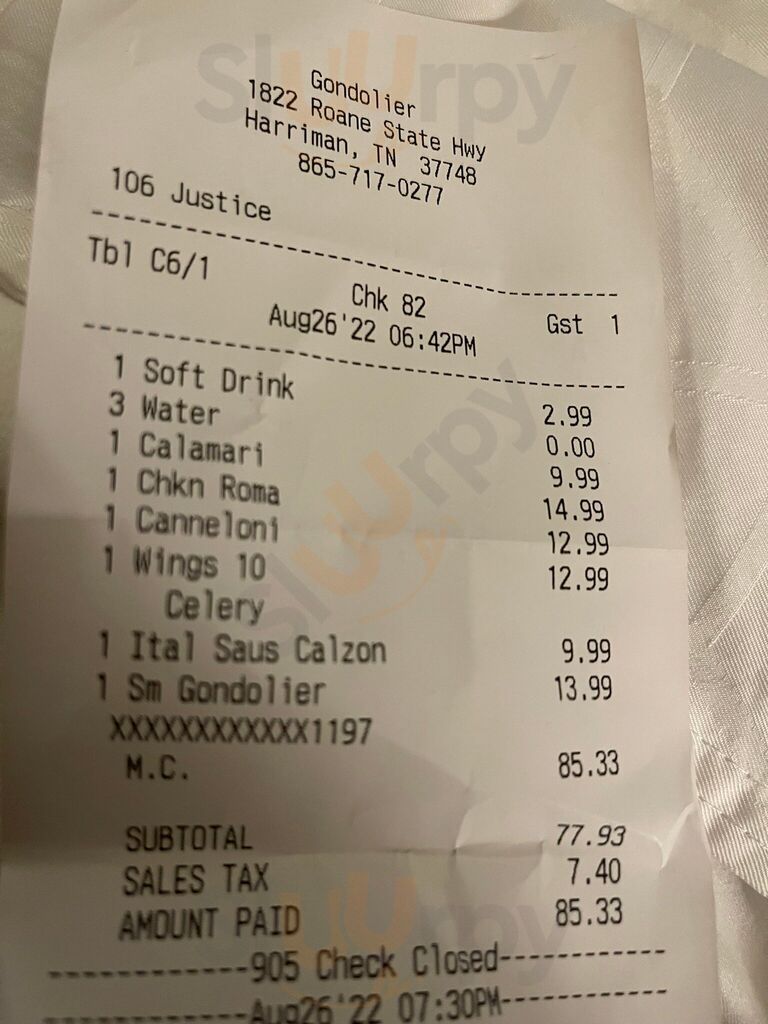 Gondolier
1822 Roane State Hwy
Harriman, TN 37748
865-717-0277
106 Justice
Tbl C6/1 Chk 82 Gst 1
Aug26'22 06:42PM
1 Soft Drink 2.99
3 Water 0.00
1 Calamari 9.99
1 Chkn Roma 14.99
1 Canneloni 12.99
1 Wings 10 12.99
Celery
1 Ital Saus Calzon 9.99
1 Sm Gondolier 13.99
XXXXXXXXXXXX1197
M.C. 85.33
SUBTOTAL 77.93
SALES TAX 7.40
AMOUNT PAID 85.33
------------905 Check Closed----------
------------Aug26'22 07:30PM----------
Sluurpy
Sluurpy
Sluurpy